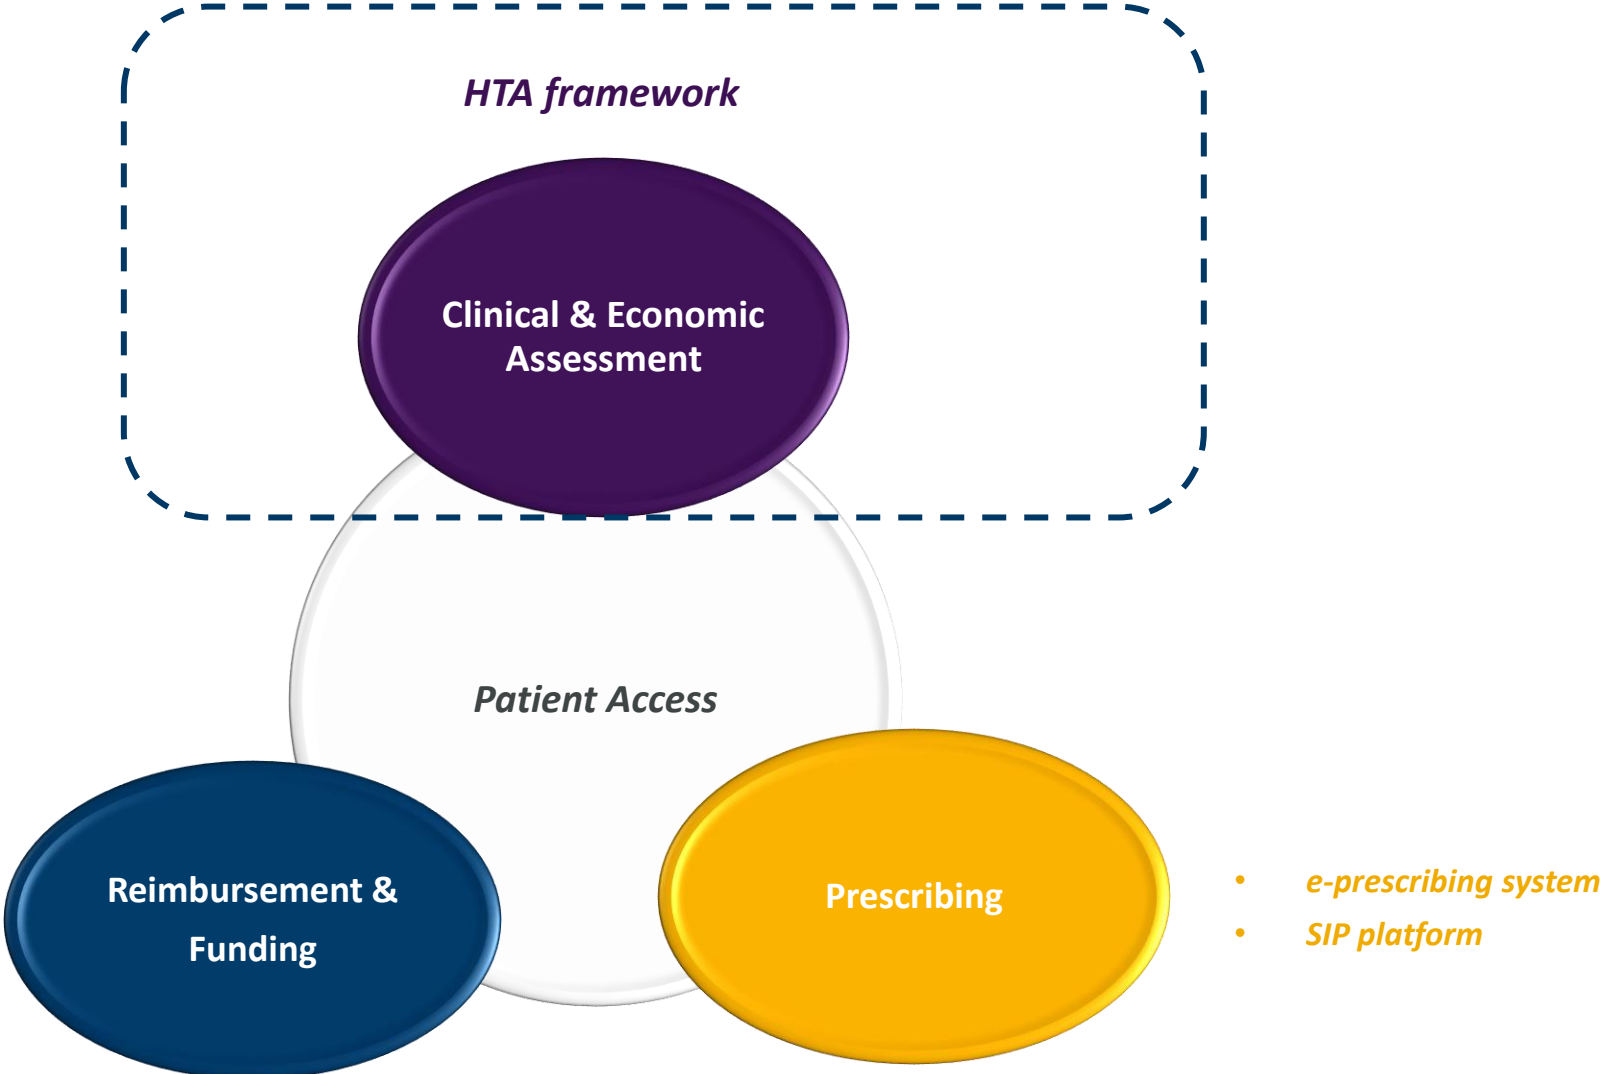 HTA framework
Clinical & Economic
Assessment
Patient Access
Reimbursement &
Funding
Prescribing
• e-prescribing system
• SIP platform